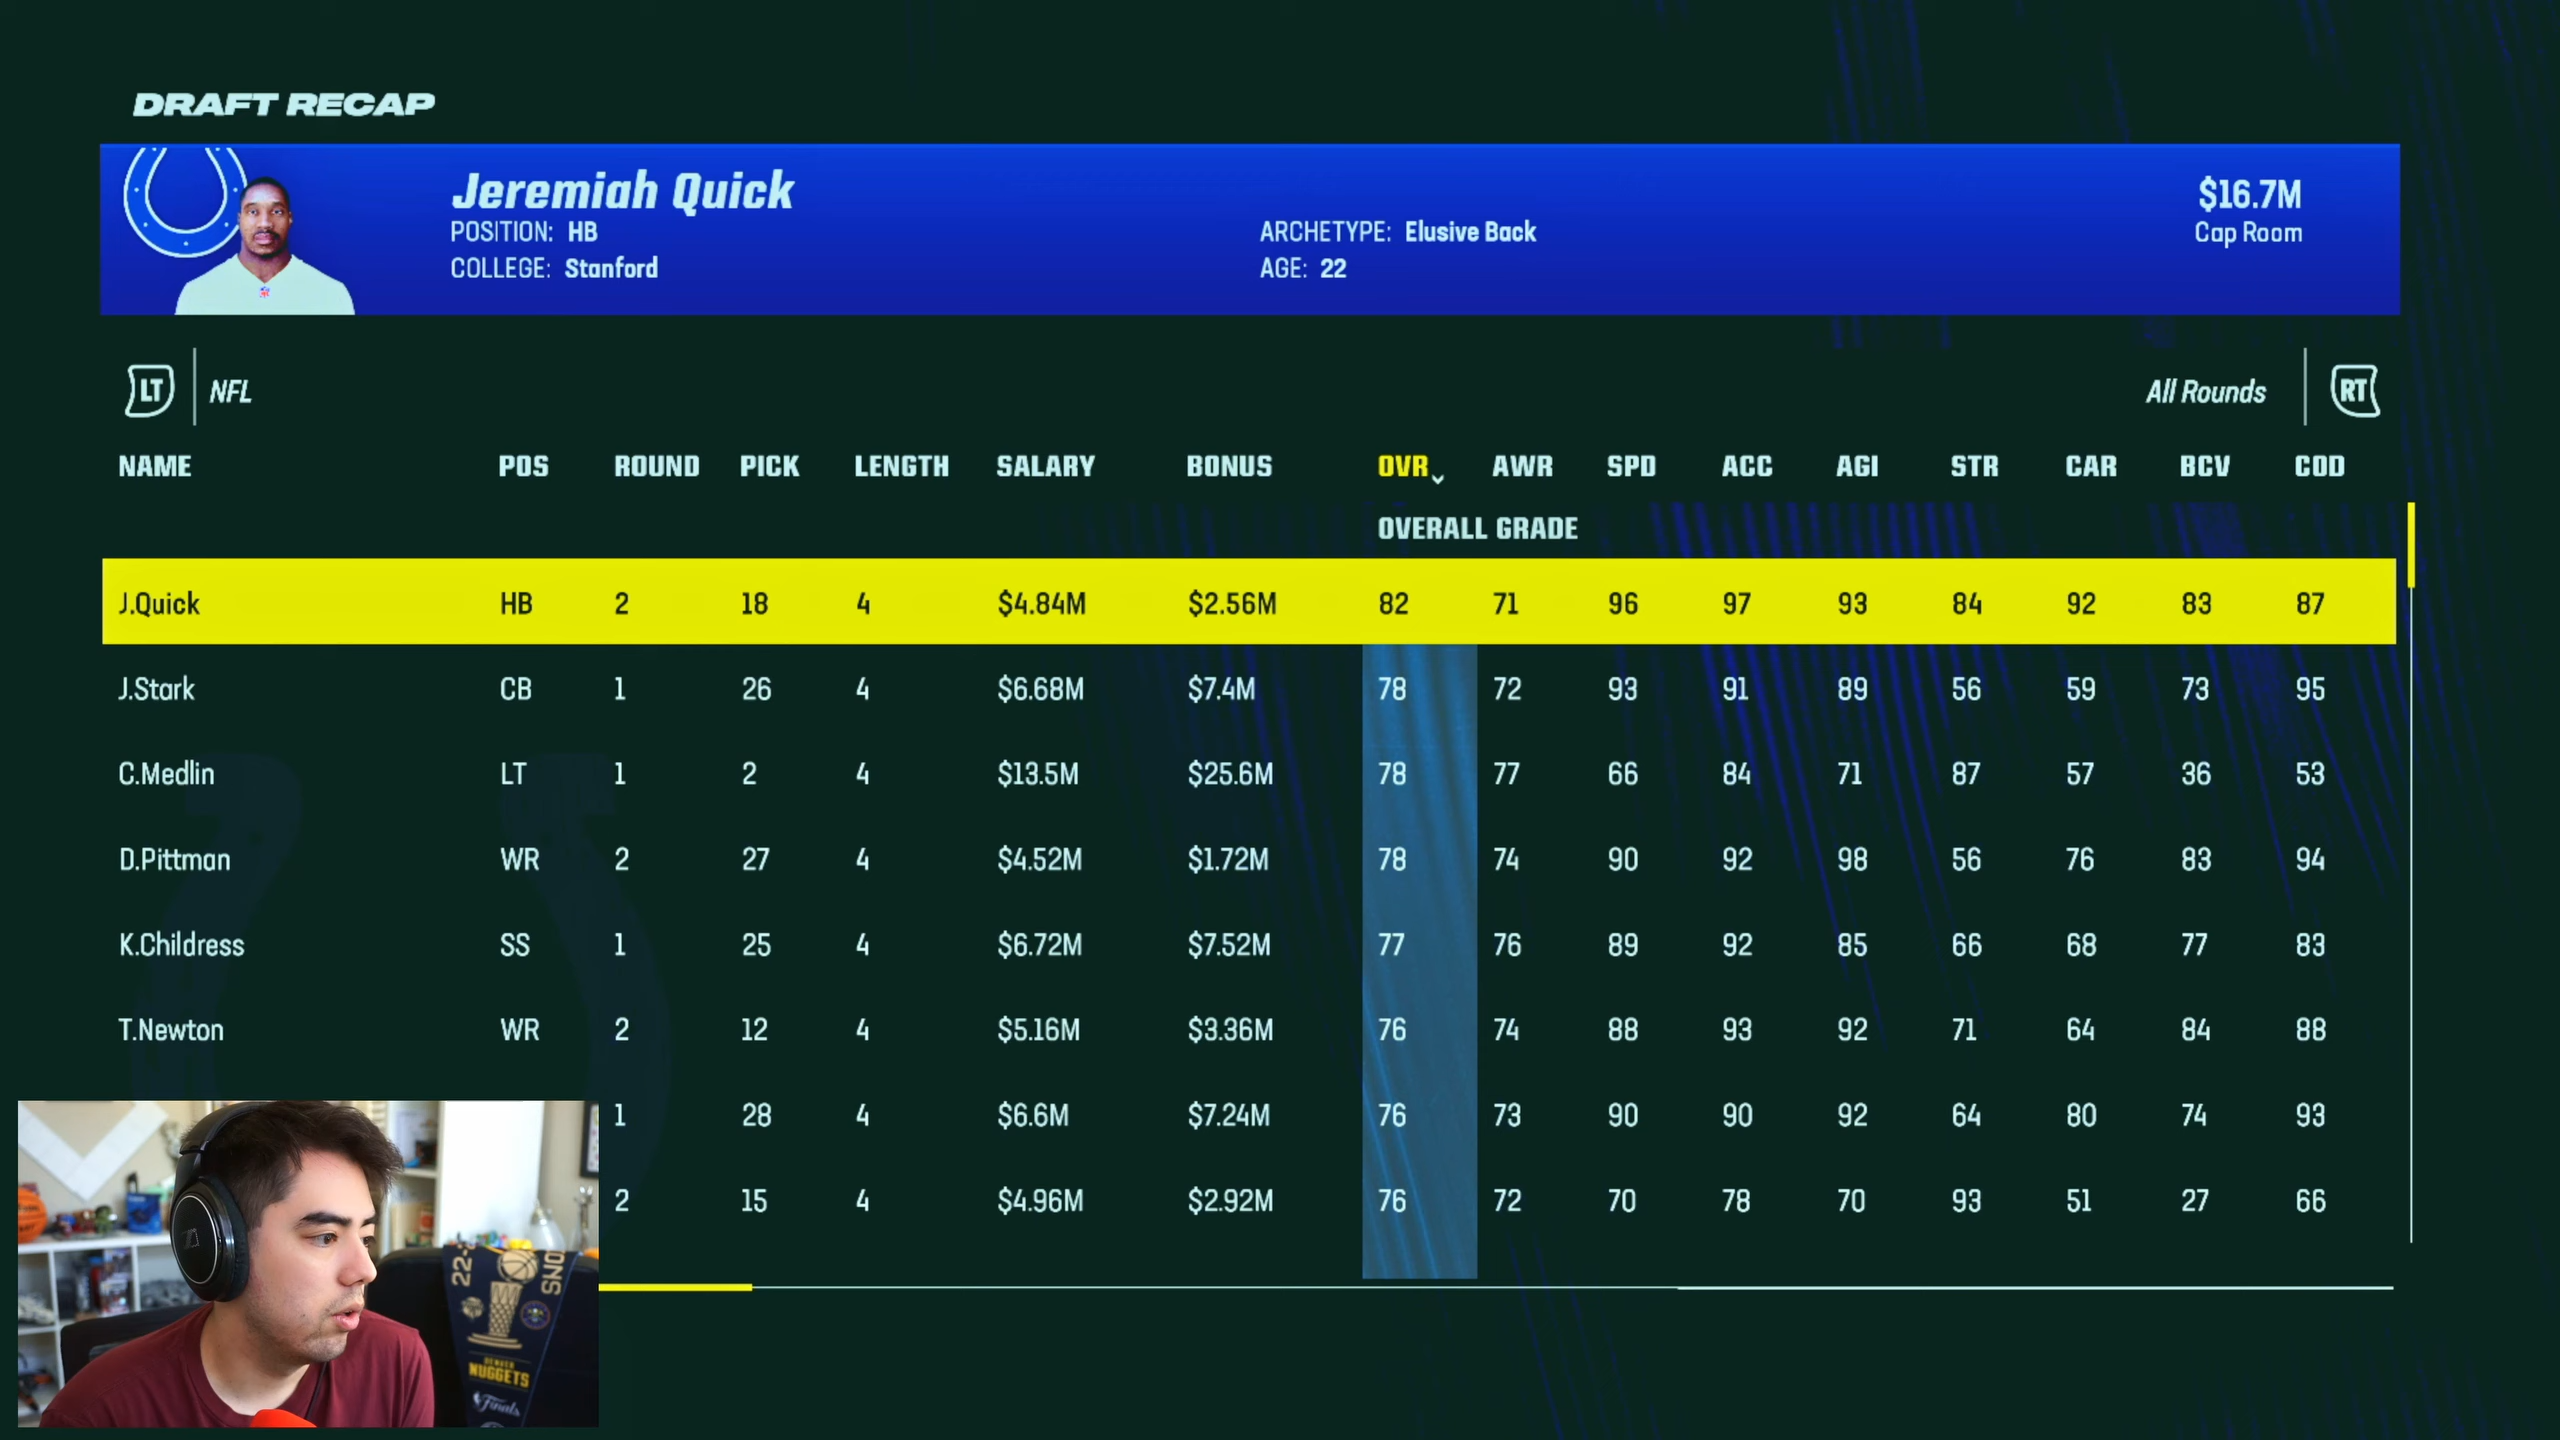 DRAFT RECAP
Jeremiah Quick
POSITION: HB
COLLEGE: Stanford
ARCHETYPE: Elusive Back
AGE: 22
$16.7M
Cap Room
LT NFL
All Rounds RT
NAME POS ROUND PICK LENGTH SALARY BONUS OVR AWR SPD ACC AGI STR CAR BCV COD
OVERALL GRADE
J.Quick HB 2 18 4 $4.84M $2.56M 82 71 96 97 93 84 92 83 87
J.Stark CB 1 26 4 $6.68M $7.4M 78 72 93 91 89 56 59 73 95
C.Medlin LT 1 2 4 $13.5M $25.6M 78 77 66 84 71 87 57 36 53
D.Pittman WR 2 27 4 $4.52M $1.72M 78 74 90 92 98 56 76 83 94
K.Childress SS 1 25 4 $6.72M $7.52M 77 76 89 92 85 66 68 77 83
T.Newton WR 2 12 4 $5.16M $3.36M 76 74 88 93 92 71 64 84 88
1 28 4 $6.6M $7.24M 76 73 90 90 92 64 80 74 93
2 15 4 $4.96M $2.92M 76 72 70 78 70 93 51 27 66
22-
SNO
DENVER
NUGGETS
Finals